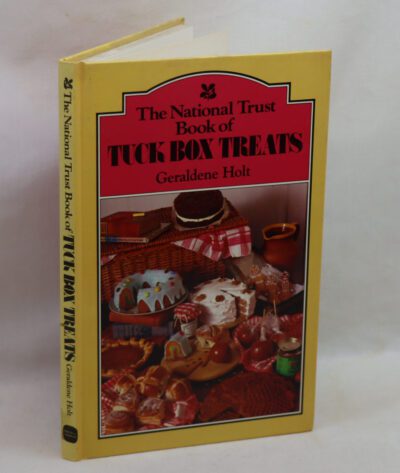 The National Trust
Book of
TUCK BOX TREATS
Geraldene Holt
The National Trust Book of TUCK BOX TREATS Geraldene Holt